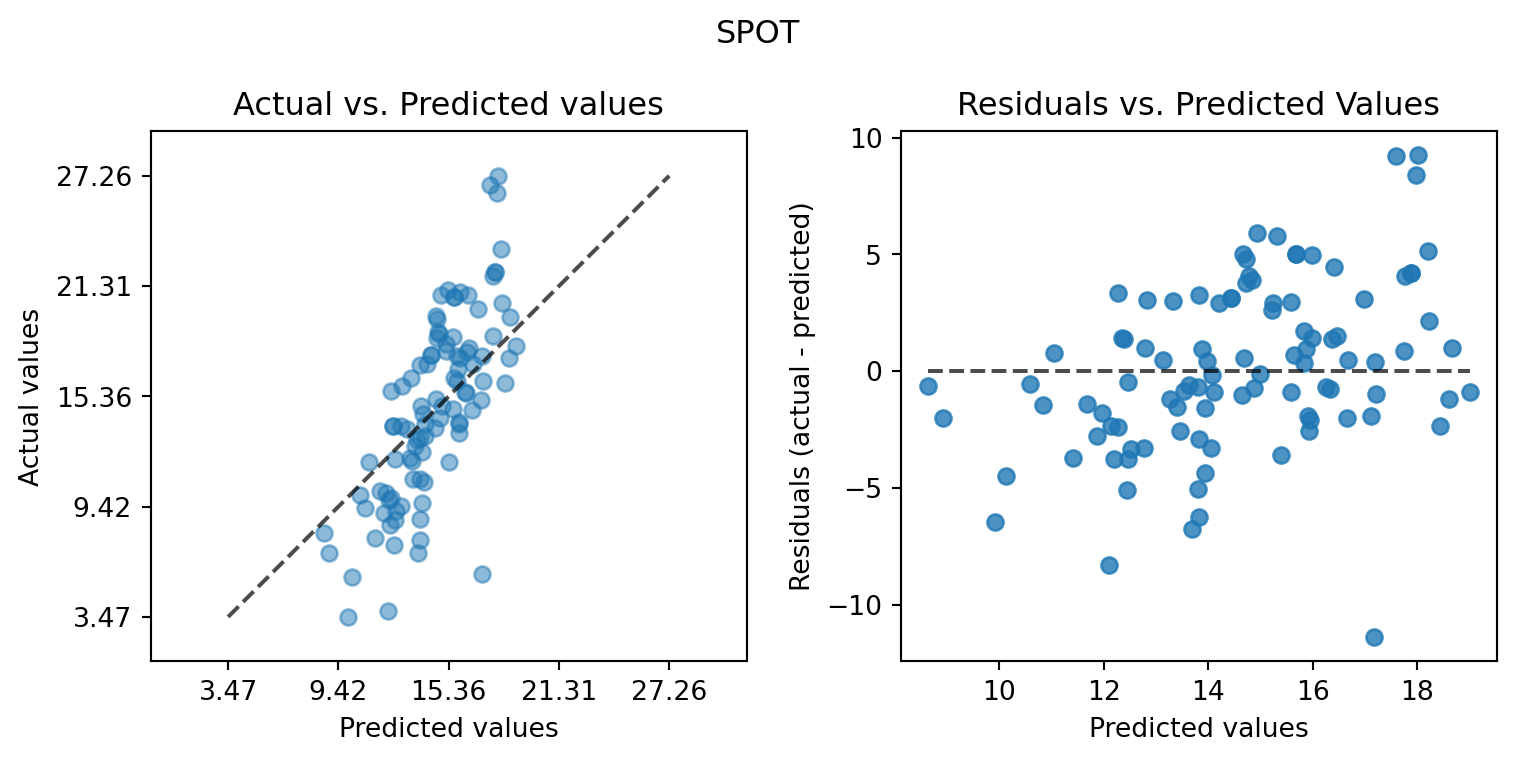 SPOT
Actual vs. Predicted values
Actual values
27.26
21.31
15.36
9.42
3.47
3.47 9.42 15.36 21.31 27.26
Predicted values
Residuals vs. Predicted Values
Residuals (actual - predicted)
10
5
0
−5
−10
10 12 14 16 18
Predicted values